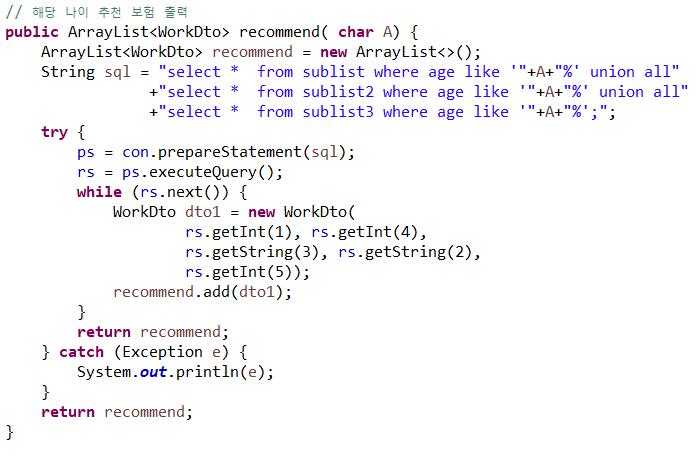 // 해당 나이 추천 보험 출력
public ArrayList<WorkDto> recommend( char A) {
    ArrayList<WorkDto> recommend = new ArrayList<>();
    String sql = "select *  from sublist where age like '"+A+"%' union all"
                +"select *  from sublist2 where age like '"+A+"%' union all"
                +"select *  from sublist3 where age like '"+A+"%';";
    try {
        ps = con.prepareStatement(sql);
        rs = ps.executeQuery();
        while (rs.next()) {
            WorkDto dto1 = new WorkDto(
                    rs.getInt(1), rs.getInt(4),
                    rs.getString(3), rs.getString(2),
                    rs.getInt(5));
            recommend.add(dto1);
        }
        return recommend;
    } catch (Exception e) {
        System.out.println(e);
    }
    return recommend;
}